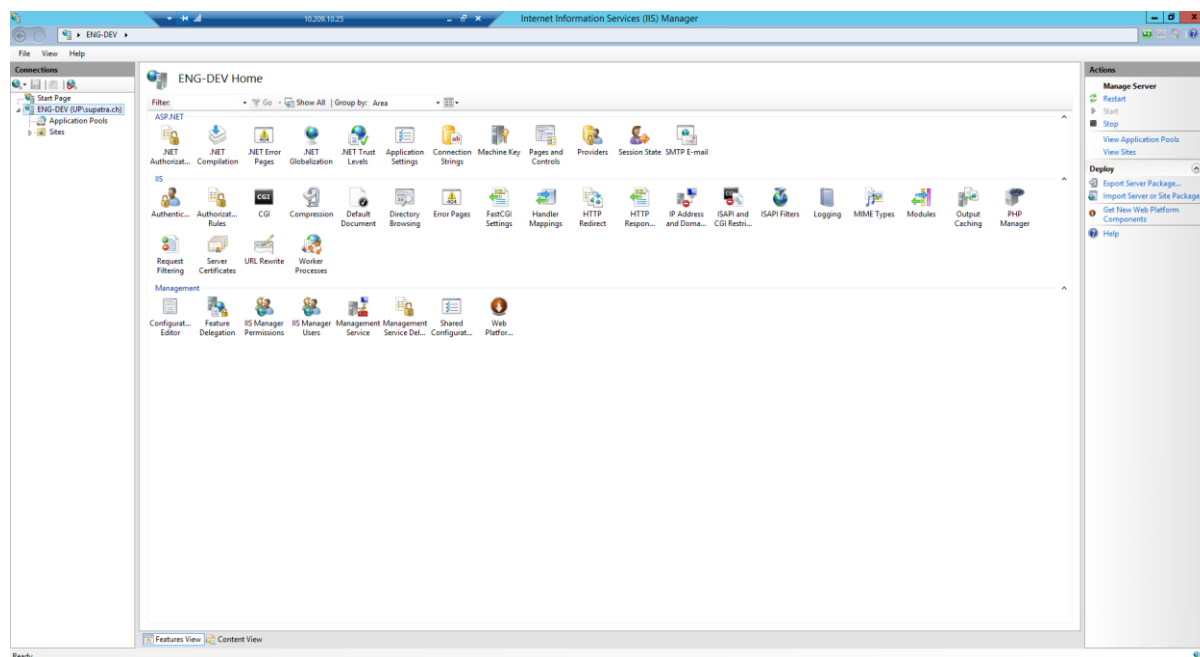 10.209.10.25
Internet Information Services (IIS) Manager
ENG-DEV
File View Help
Connections
Start Page
ENG-DEV (UP\supatra.ch)
Application Pools
Sites
ENG-DEV Home
Filter: Go Show All Group by: Area
ASP.NET
.NET Authorizat...
.NET Compilation
.NET Error Pages
.NET Globalization
.NET Trust Levels
Application Settings
Connection Strings
Machine Key
Pages and Controls
Providers
Session State
SMTP E-mail
IIS
Authentic...
Authorizat... Rules
CGI
Compression
Default Document
Directory Browsing
Error Pages
FastCGI Settings
Handler Mappings
HTTP Redirect
HTTP Respon...
IP Address and Doma...
ISAPI and CGI Restri...
ISAPI Filters
Logging
MIME Types
Modules
Output Caching
PHP Manager
Request Filtering
Server Certificates
URL Rewrite
Worker Processes
Management
Configurat... Editor
Feature Delegation
IIS Manager Permissions
IIS Manager Users
Management Service
Management Service Del...
Shared Configurat...
Web Platfor...
Features View Content View
Actions
Manage Server
Restart
Start
Stop
View Application Pools
View Sites
Deploy
Export Server Package...
Import Server or Site Package
Get New Web Platform
Components
Help
Ready